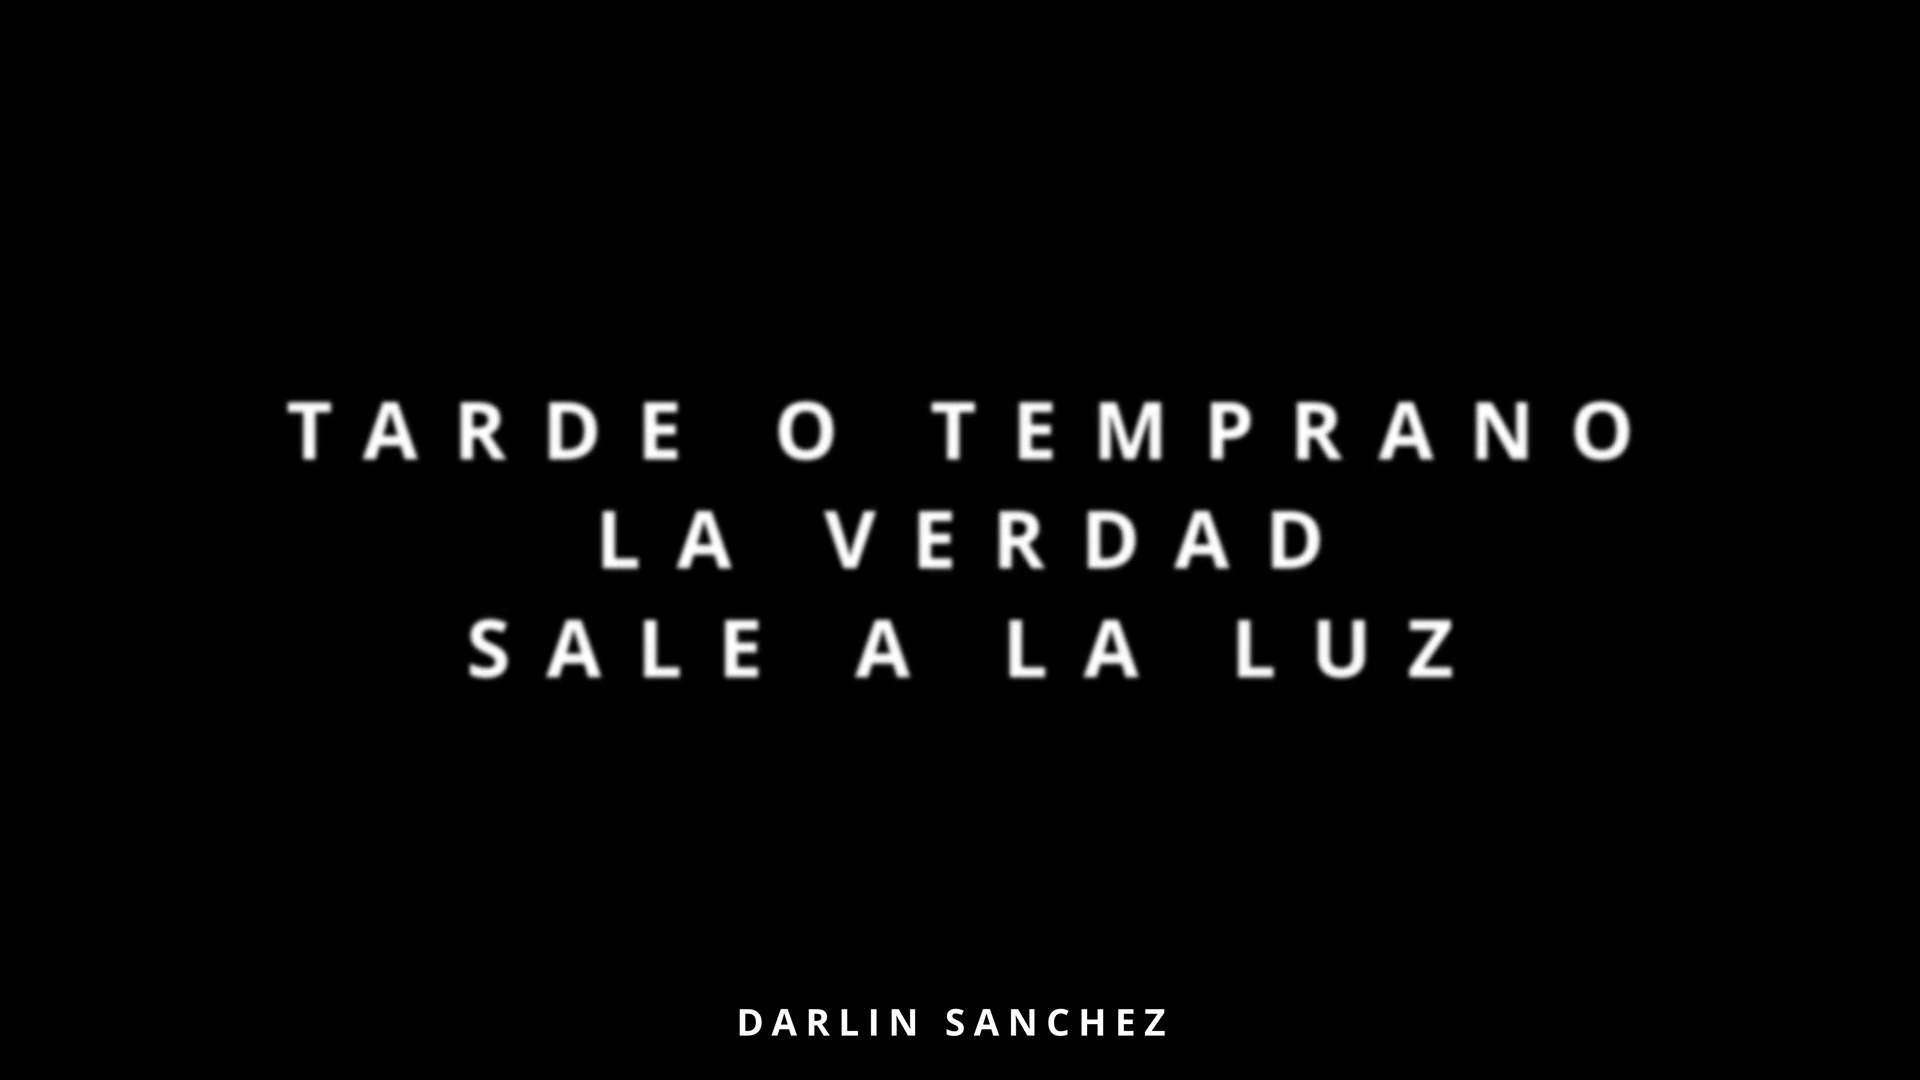 TARDE O TEMPRANO
LA VERDAD
SALE A LA LUZ
DARLIN SANCHEZ